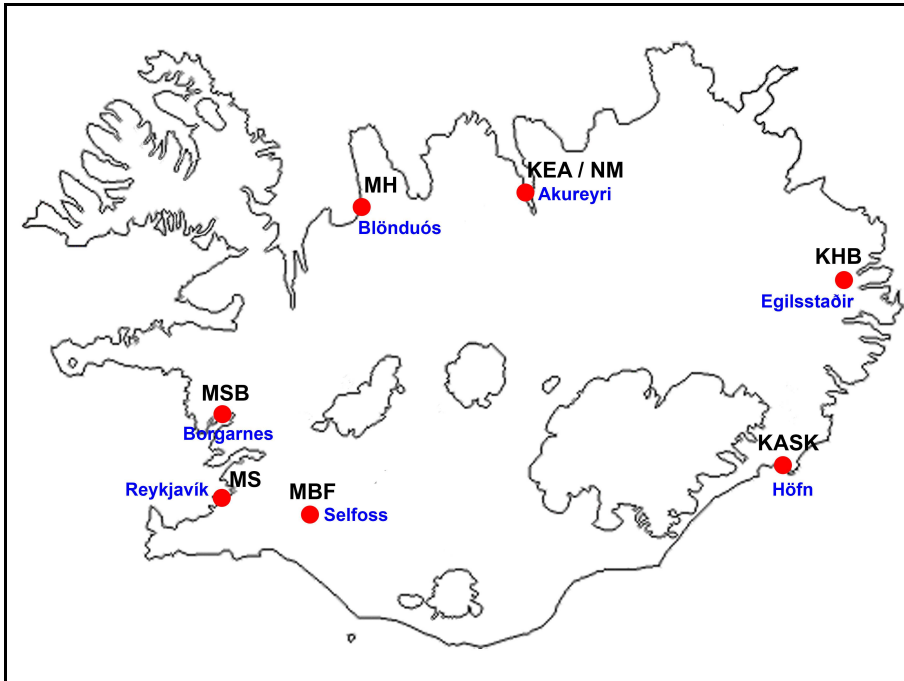 KEA / NM
MH
Akureyri
Blönduós
KHB
Egilsstaðir
MSB
Borgarnes
KASK
MS
Reykjavík
MBF
Höfn
Selfoss